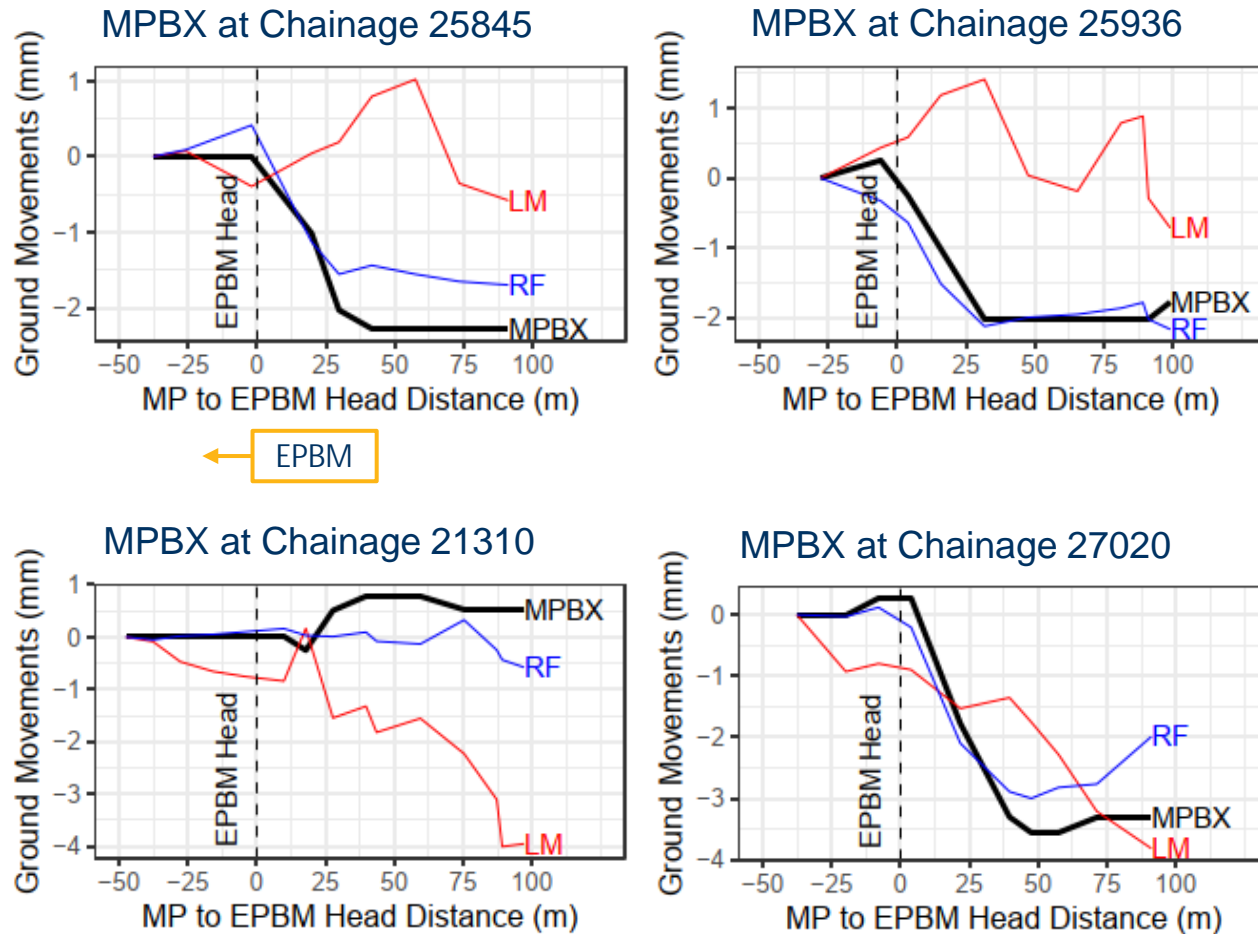 MPBX at Chainage 25845
Ground Movements (mm)
1
0
−1
−2
EPBM Head
LM
RF
MPBX
−50 −25 0 25 50 75 100
MP to EPBM Head Distance (m)
MPBX at Chainage 25936
Ground Movements (mm)
1
0
−1
−2
EPBM Head
LM
MPBX
RF
−50 −25 0 25 50 75 100
MP to EPBM Head Distance (m)
EPBM
MPBX at Chainage 21310
Ground Movements (mm)
1
0
−1
−2
−3
−4
EPBM Head
MPBX
RF
LM
−50 −25 0 25 50 75 100
MP to EPBM Head Distance (m)
MPBX at Chainage 27020
Ground Movements (mm)
0
−1
−2
−3
−4
EPBM Head
RF
MPBX
LM
−50 −25 0 25 50 75 100
MP to EPBM Head Distance (m)